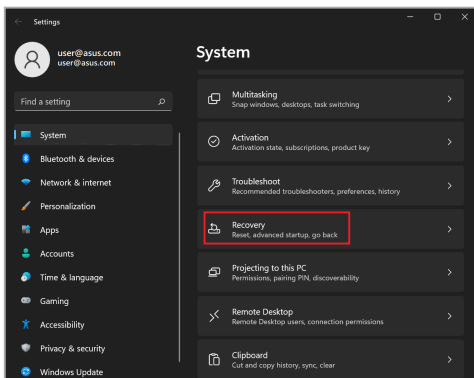 Settings
user@asus.com
user@asus.com
Find a setting
System
Bluetooth & devices
Network & internet
Personalization
Apps
Accounts
Time & language
Gaming
Accessibility
Privacy & security
Windows Update
System
Multitasking
Snap windows, desktops, task switching
Activation
Activation state, subscriptions, product key
Troubleshoot
Recommended troubleshooters, preferences, history
Recovery
Reset, advanced startup, go back
Projecting to this PC
Permissions, pairing PIN, discoverability
Remote Desktop
Remote Desktop users, connection permissions
Clipboard
Cut and copy history, sync, clear